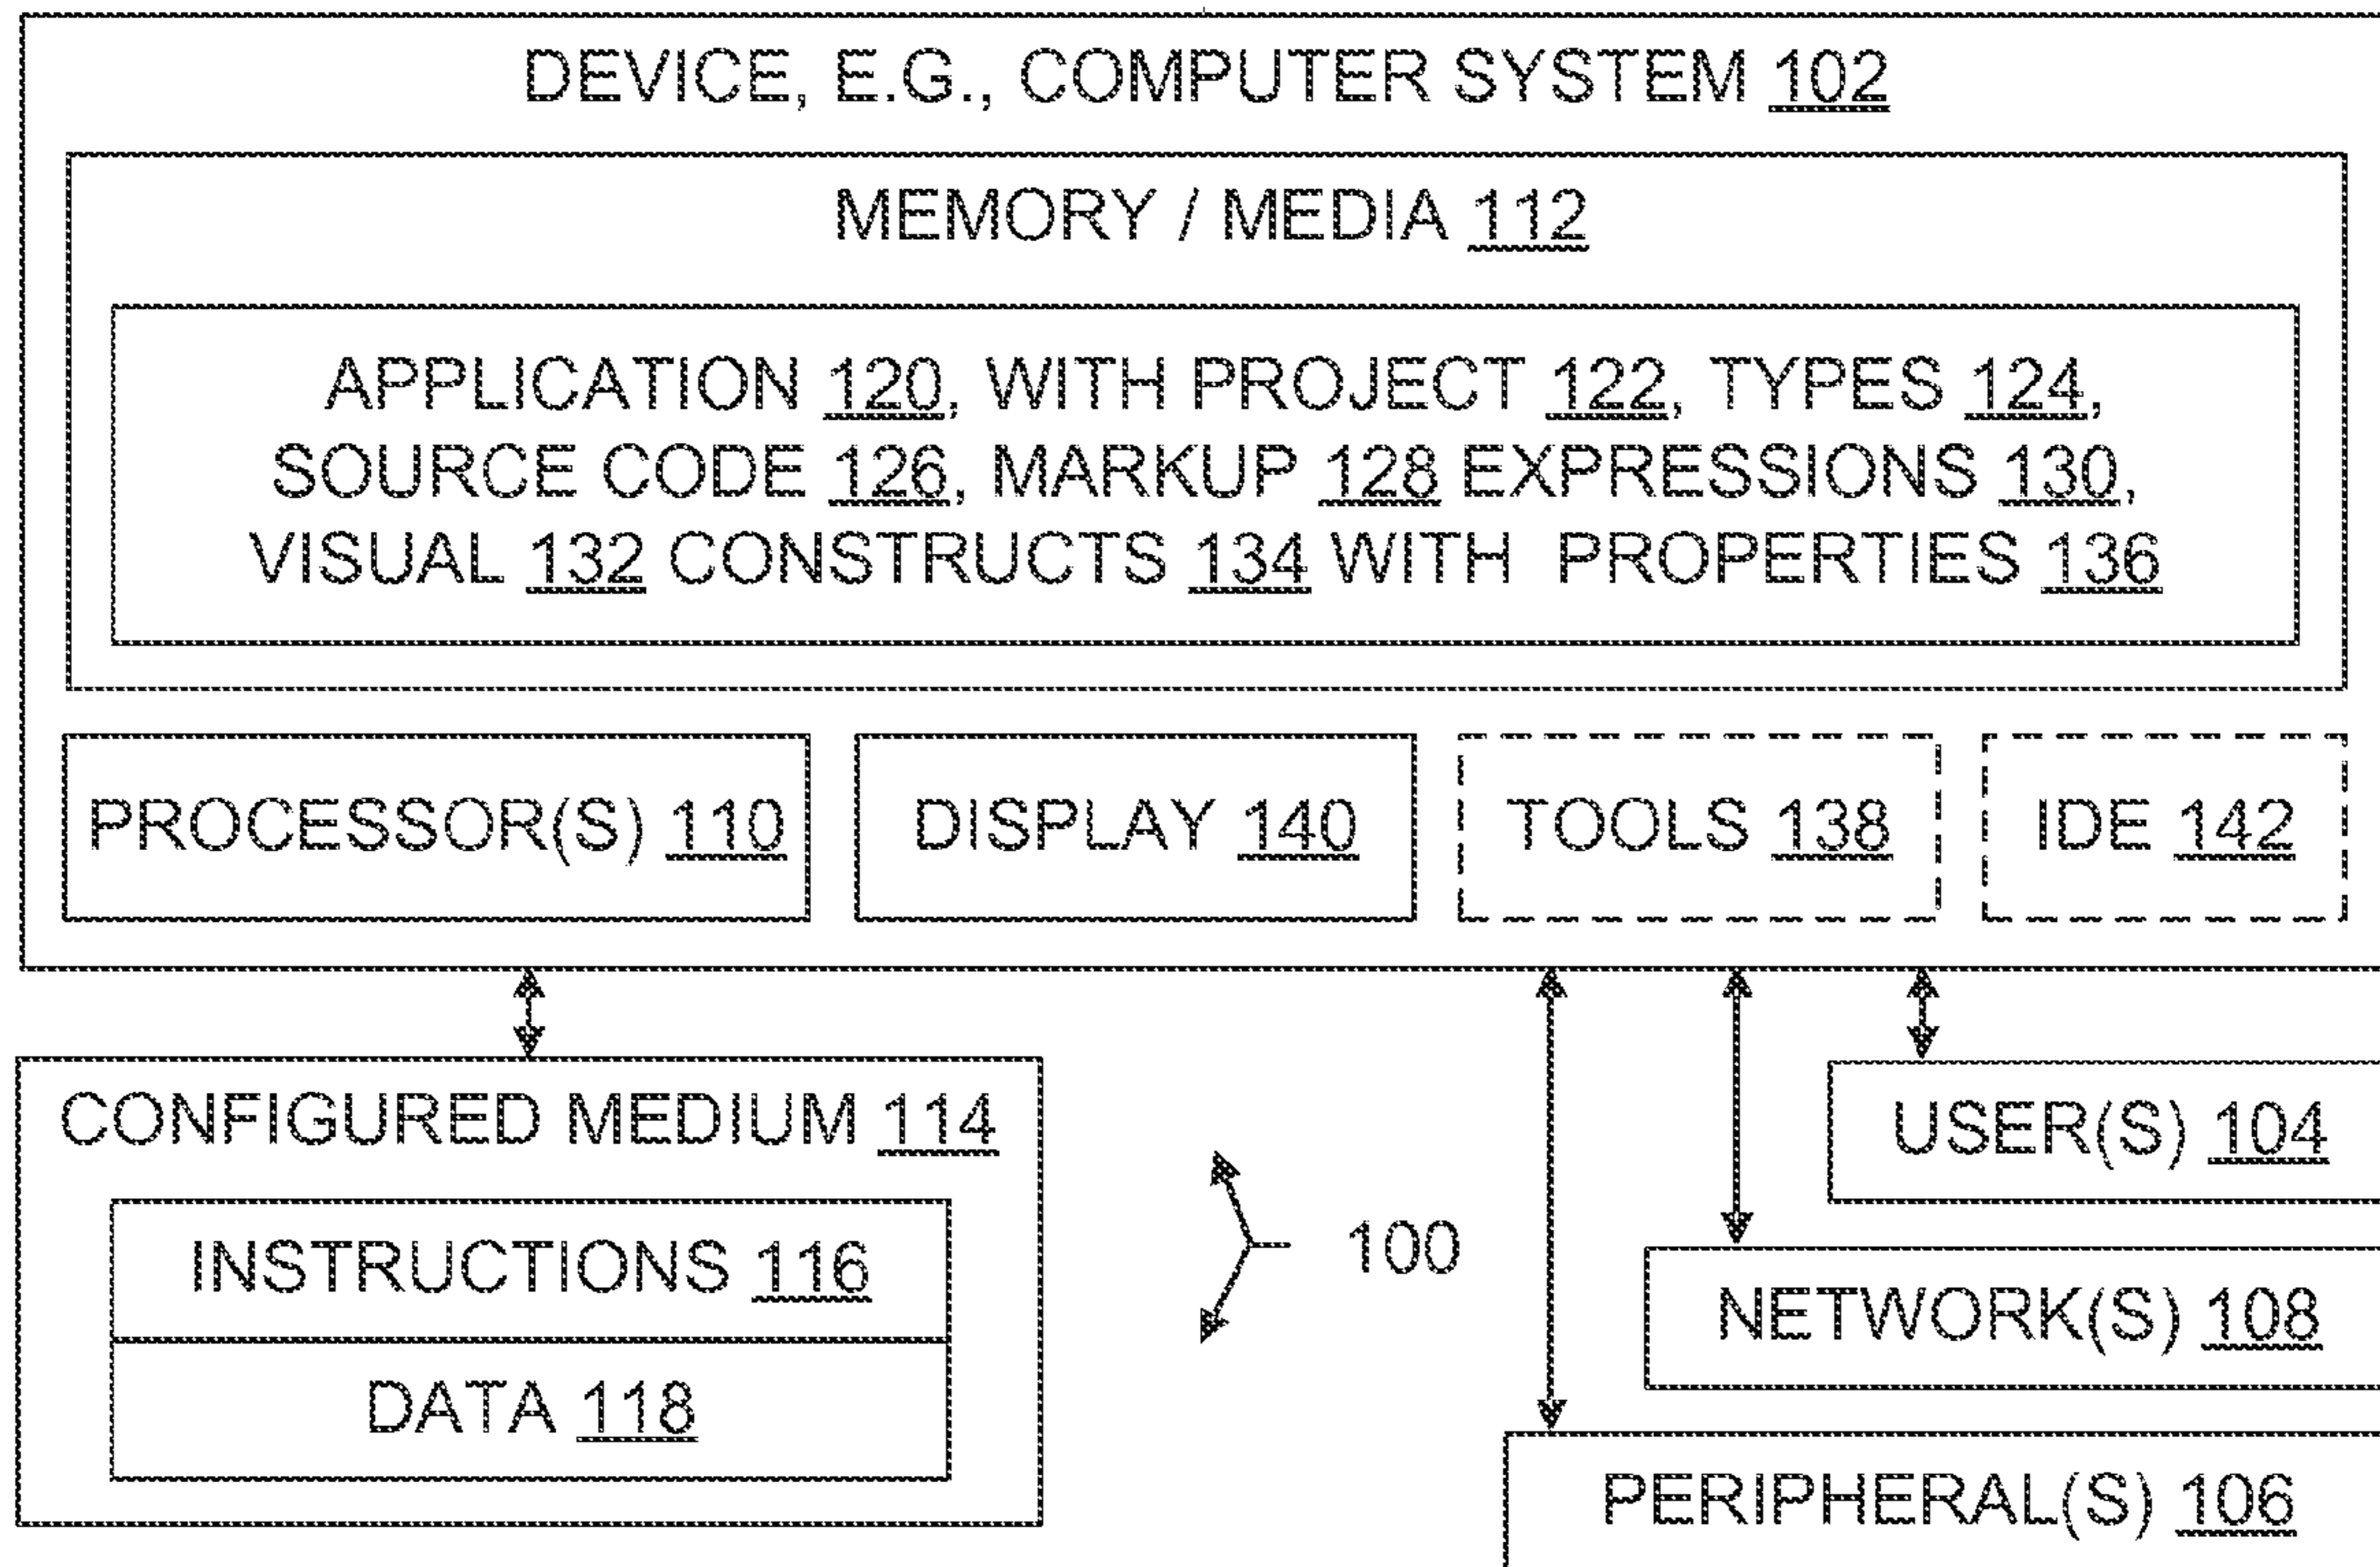 DEVICE, E.G., COMPUTER SYSTEM 102
MEMORY / MEDIA 112
APPLICATION 120, WITH PROJECT 122, TYPES 124,
SOURCE CODE 126, MARKUP 128 EXPRESSIONS 130,
VISUAL 132 CONSTRUCTS 134 WITH PROPERTIES 136
PROCESSOR(S) 110
DISPLAY 140
TOOLS 138
IDE 142
CONFIGURED MEDIUM 114
INSTRUCTIONS 116
DATA 118
100
USER(S) 104
NETWORK(S) 108
PERIPHERAL(S) 106